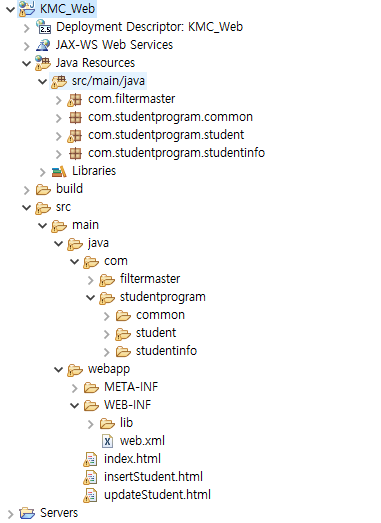 KMC_Web
Deployment Descriptor: KMC_Web
JAX-WS Web Services
Java Resources
src/main/java
com.filtermaster
com.studentprogram.common
com.studentprogram.student
com.studentprogram.studentinfo
Libraries
build
src
main
java
com
filtermaster
studentprogram
common
student
studentinfo
webapp
META-INF
WEB-INF
lib
web.xml
index.html
insertStudent.html
updateStudent.html
Servers